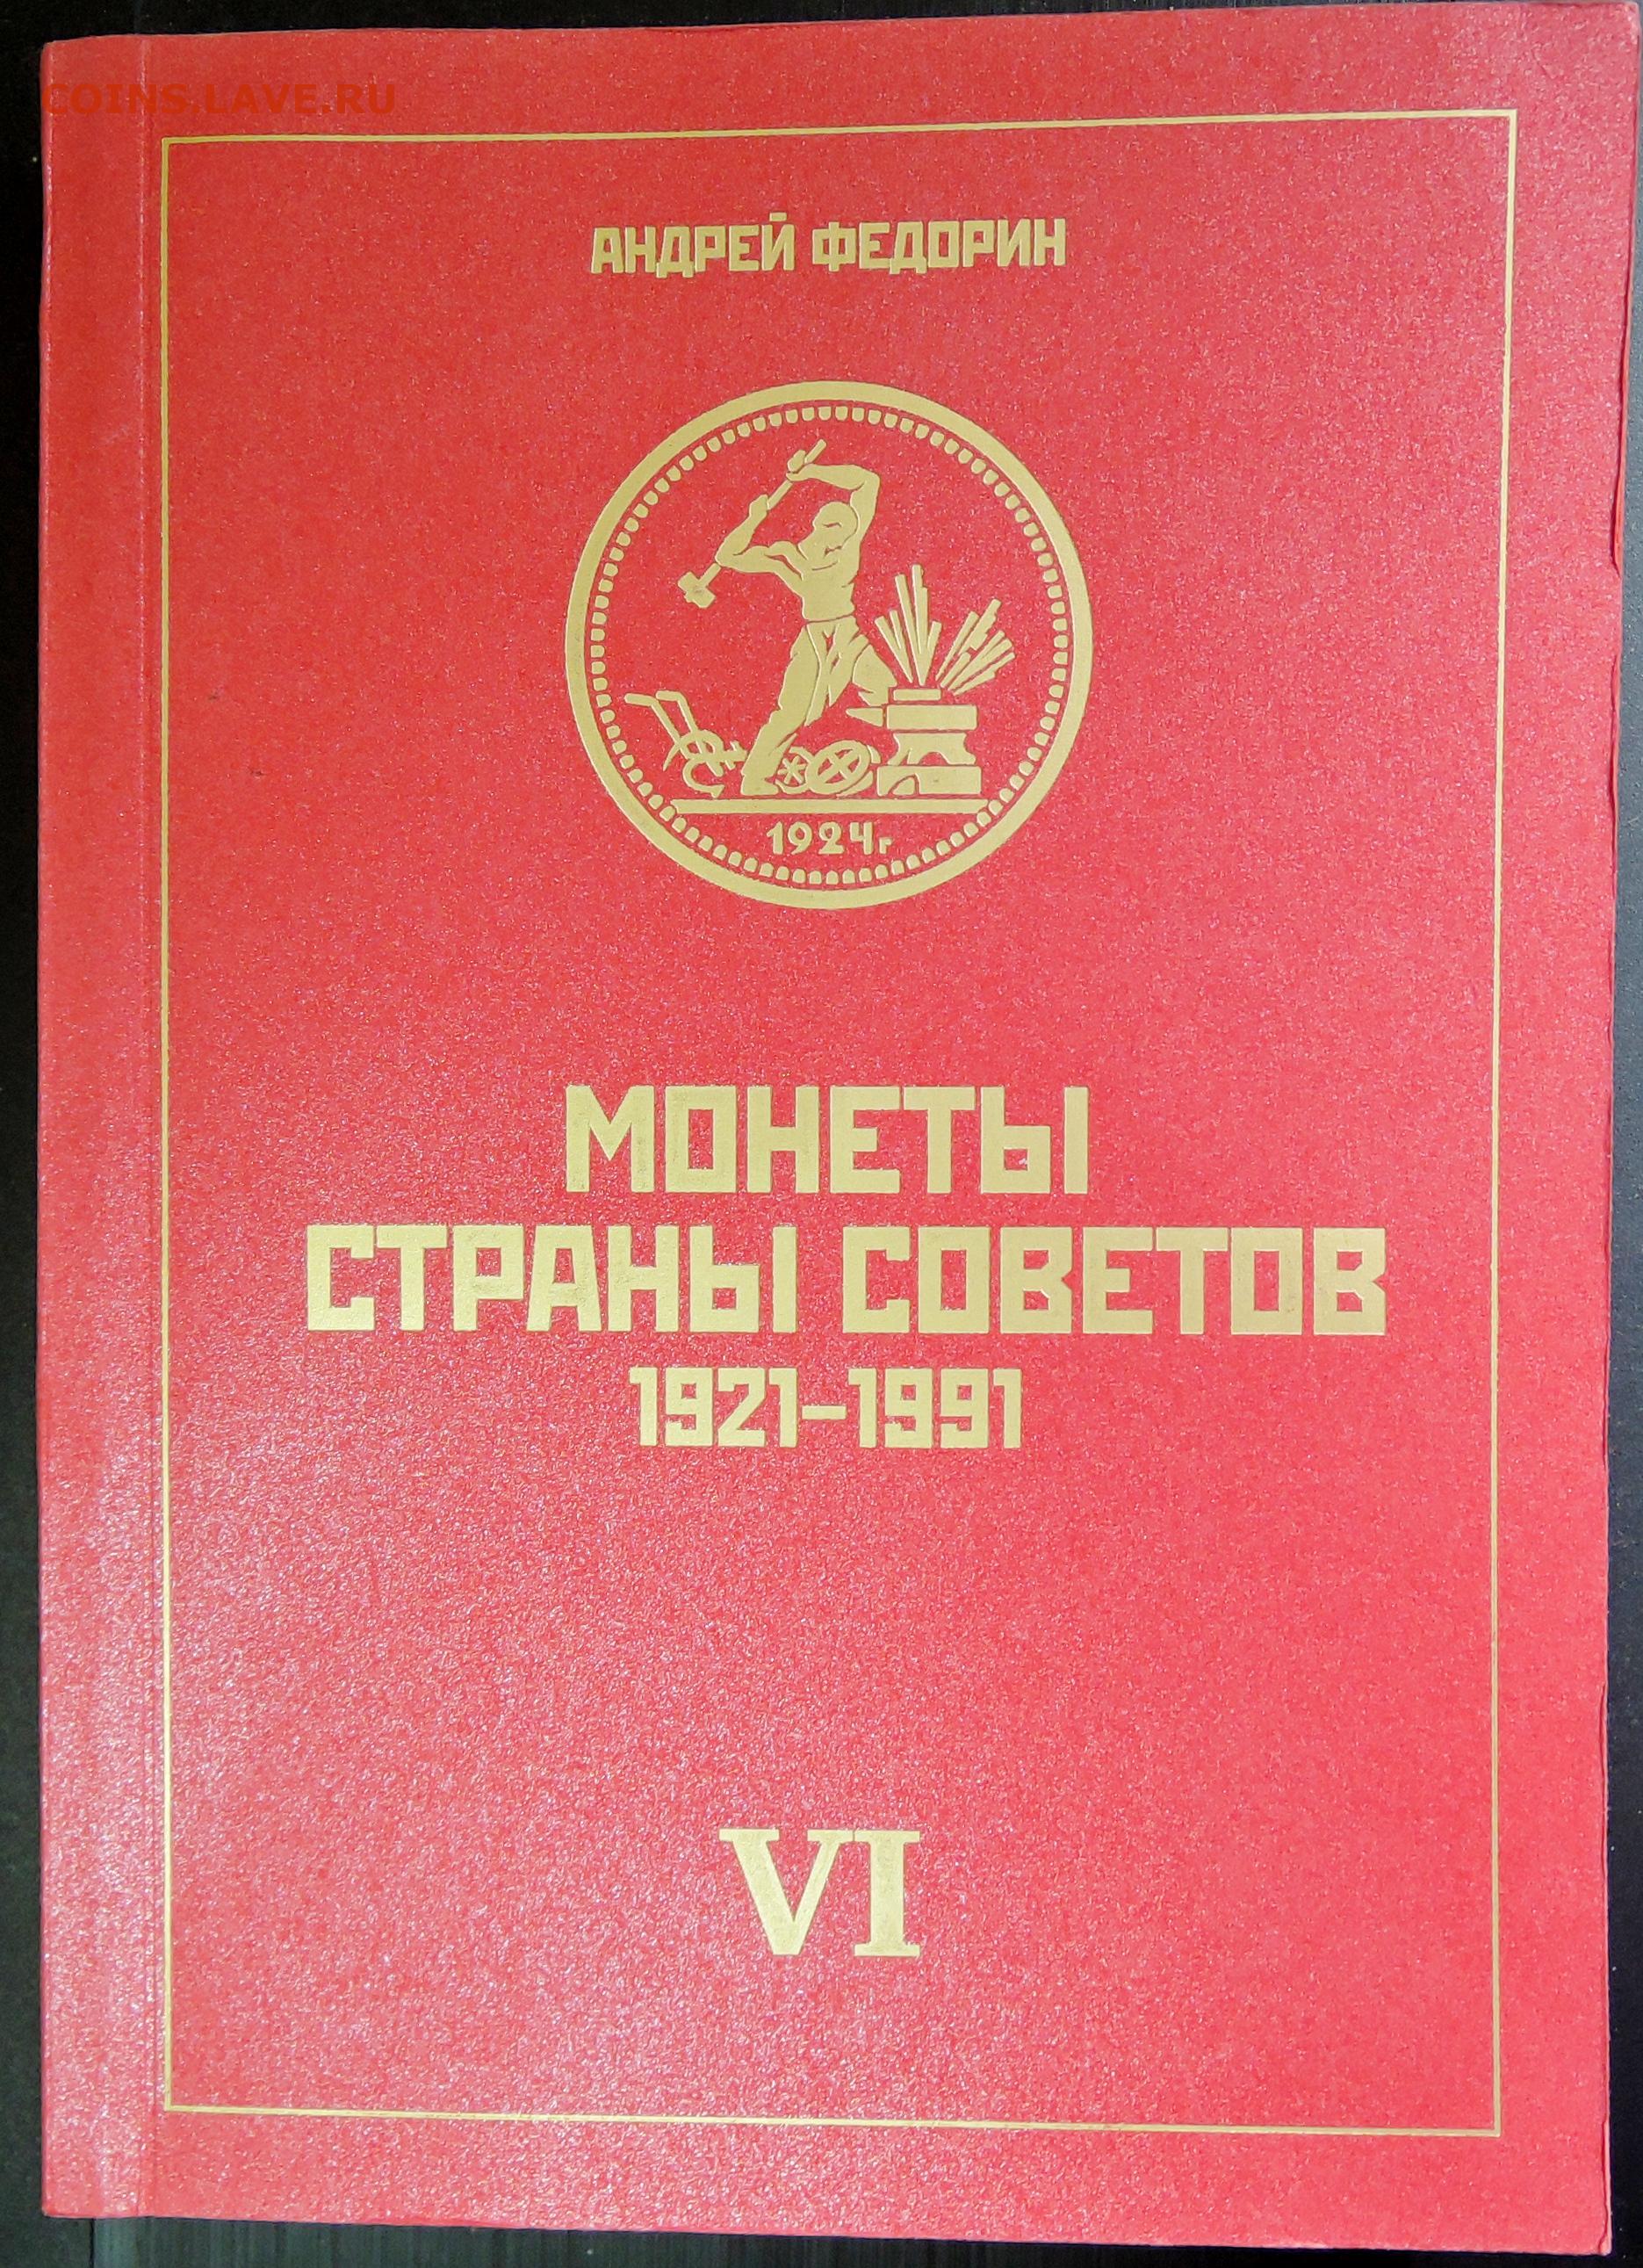 COINS.LAVE.RU
АНДРЕЙ ФЕДОРИН
1924г
МОНЕТЫ
СТРАНЫ СОВЕТОВ
1921–1991
VI